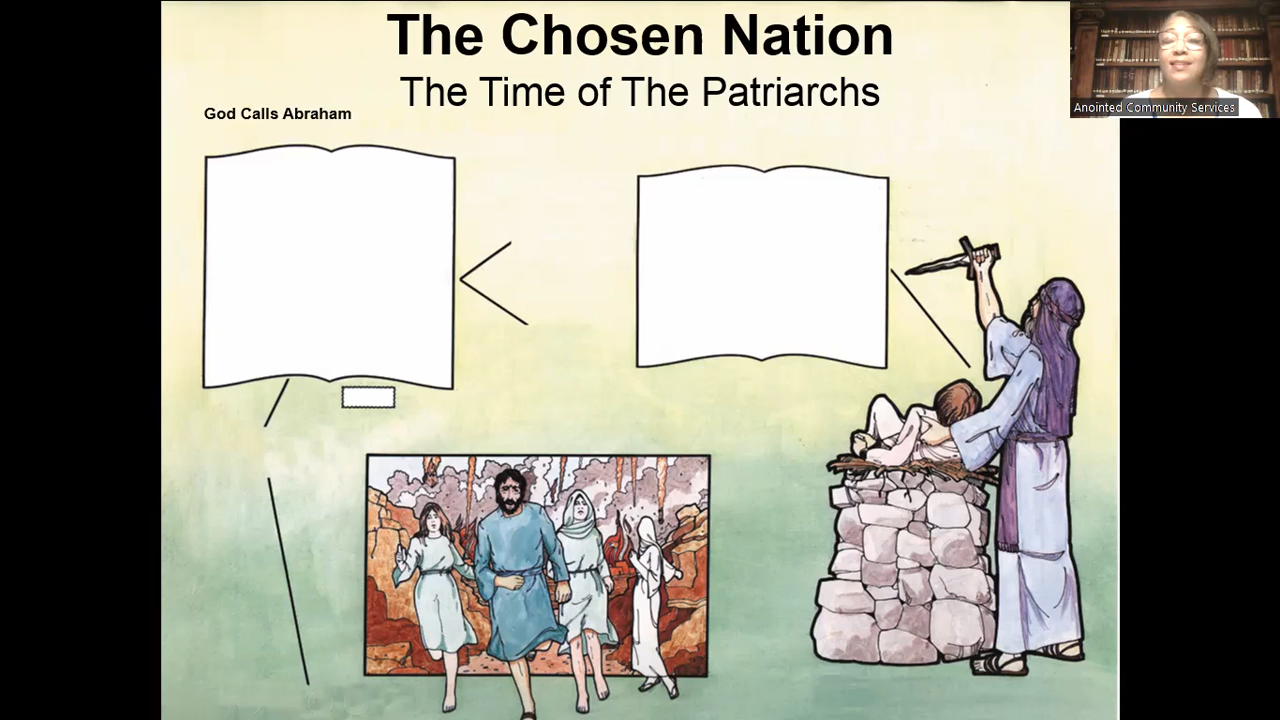 The Chosen Nation
The Time of The Patriarchs
God Calls Abraham
Anointed Community Services